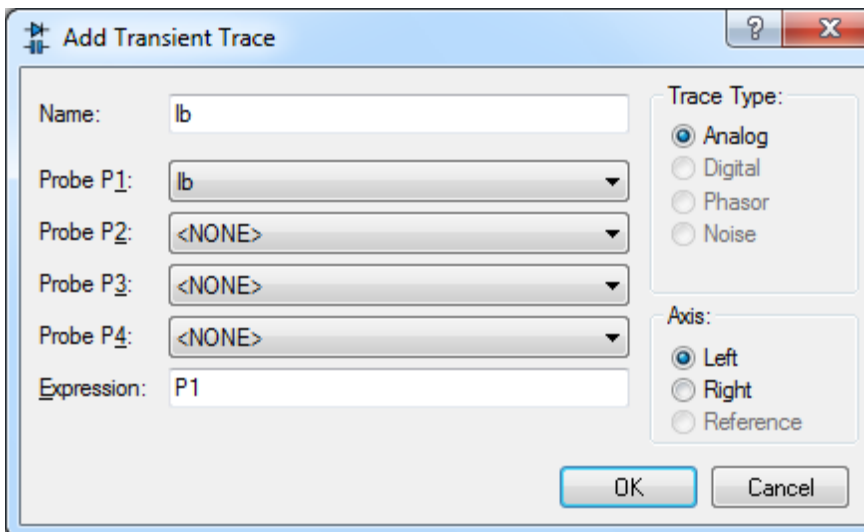 Add Transient Trace
Name: Ib
Probe P1: Ib
Probe P2: <NONE>
Probe P3: <NONE>
Probe P4: <NONE>
Expression: P1
Trace Type:
Analog
Digital
Phasor
Noise
Axis:
Left
Right
Reference
OK Cancel